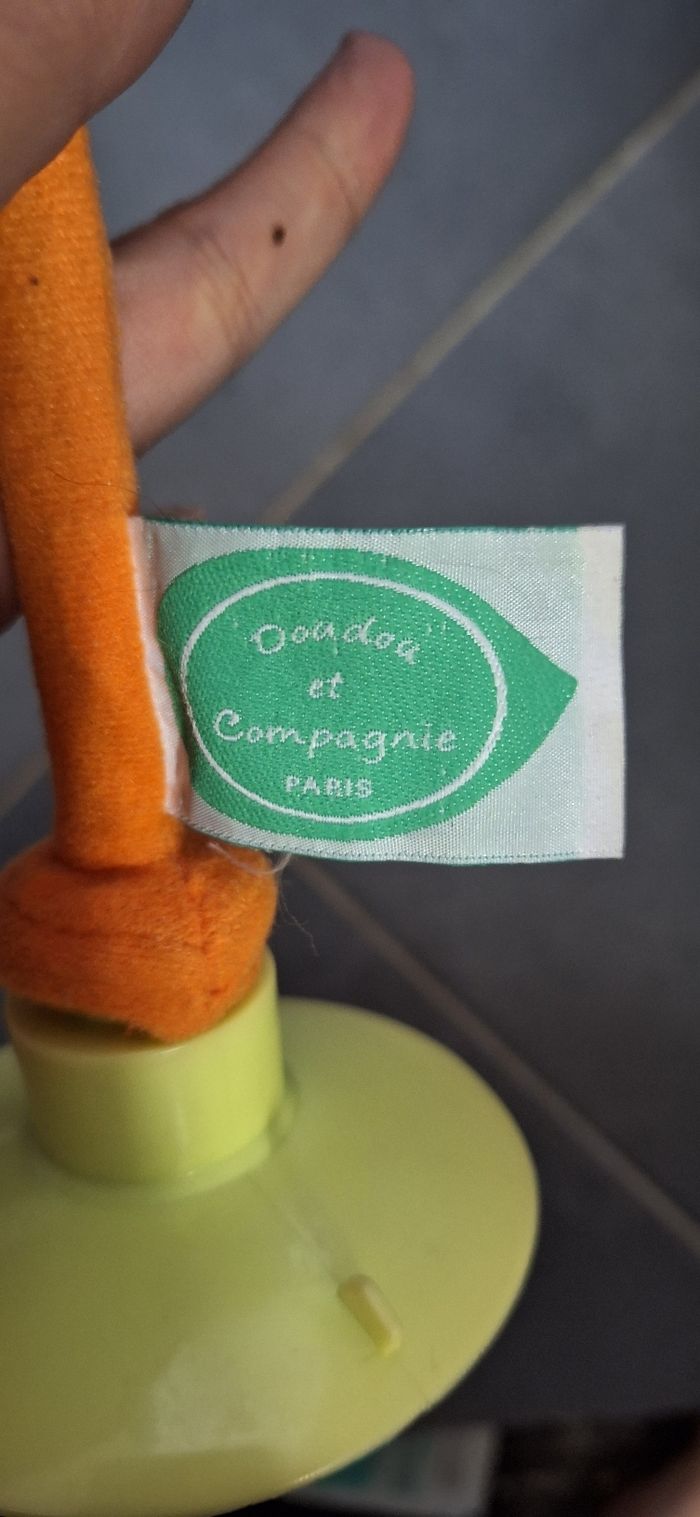 "Doudou"
et
Compagnie
PARIS